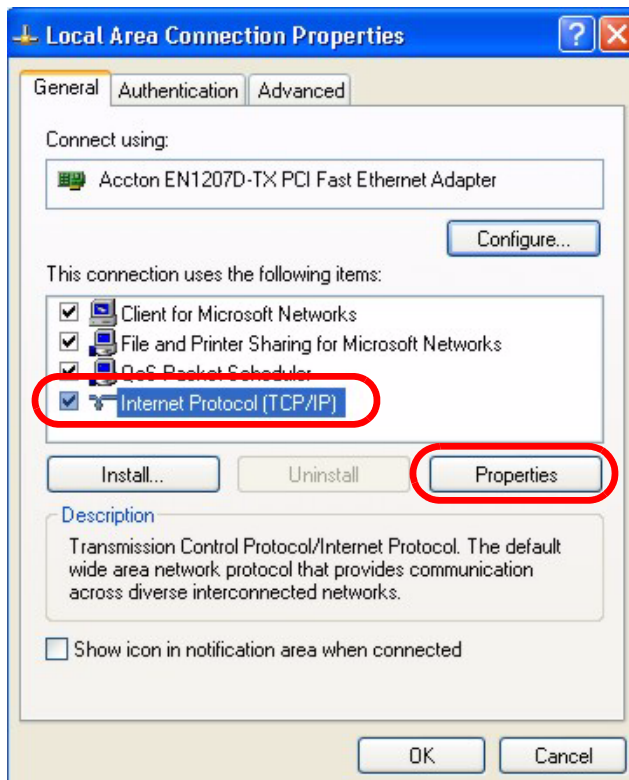 Local Area Connection Properties
General
Authentication
Advanced
Connect using:
Accton EN1207D-TX PCI Fast Ethernet Adapter
Configure...
This connection uses the following items:
Client for Microsoft Networks
File and Printer Sharing for Microsoft Networks
QoS Packet Scheduler
Internet Protocol (TCP/IP)
Install...
Uninstall
Properties
Description
Transmission Control Protocol/Internet Protocol. The default
wide area network protocol that provides communication
across diverse interconnected networks.
Show icon in notification area when connected
OK
Cancel